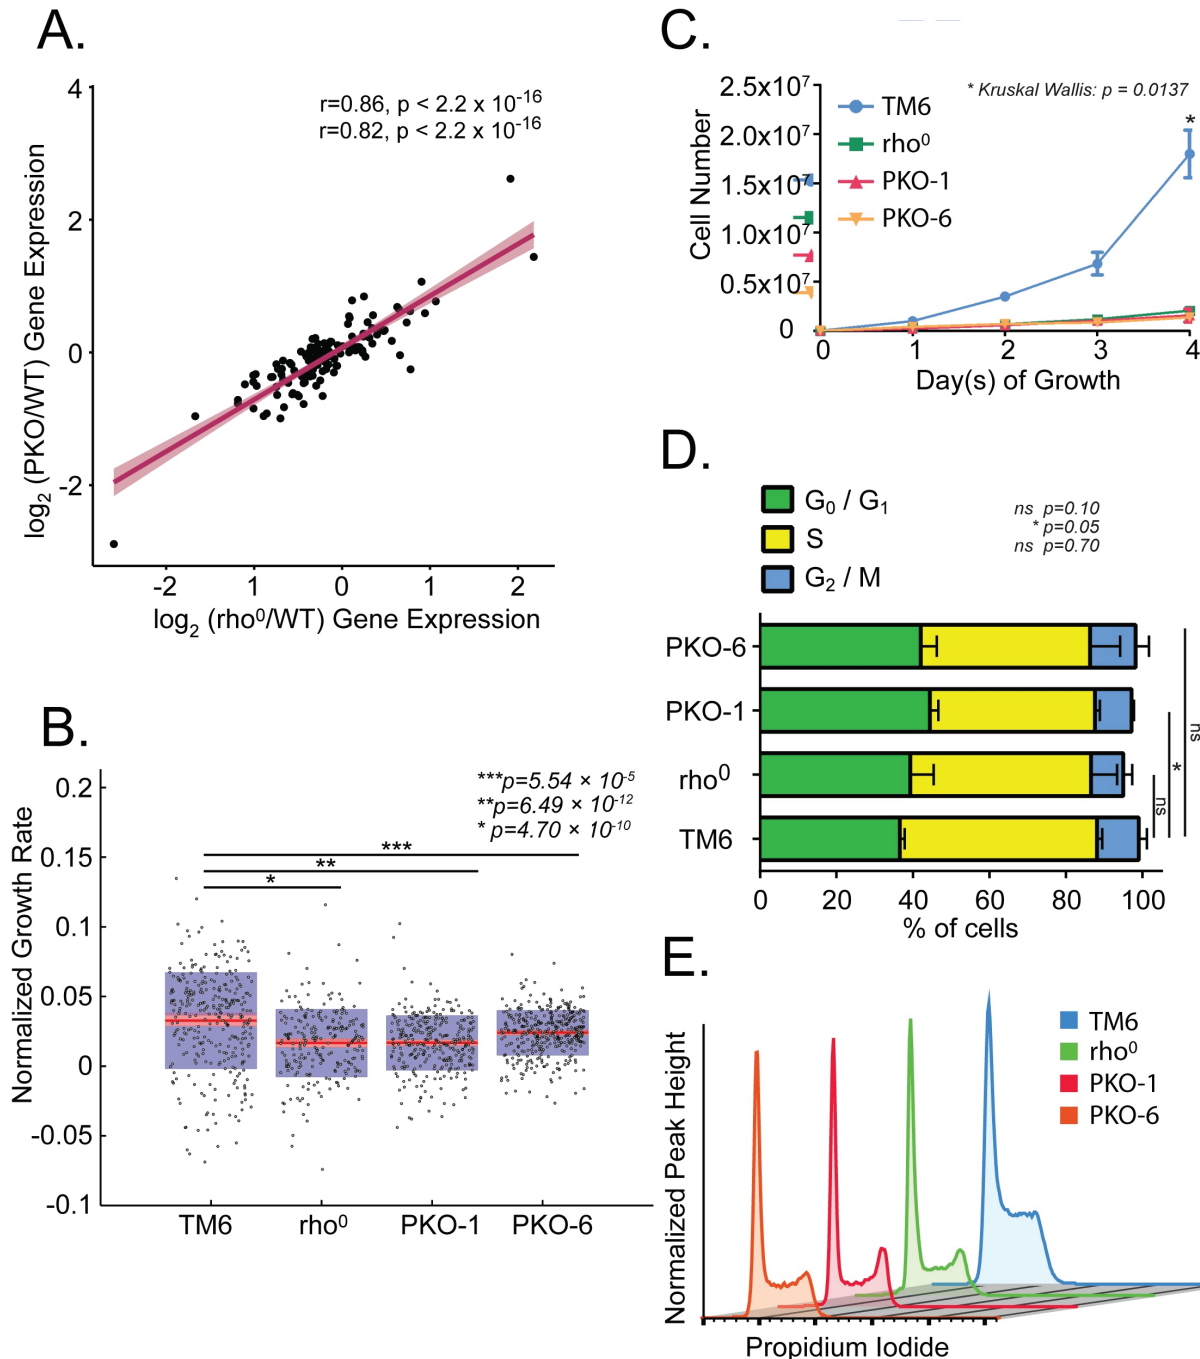 A.
4
2
0
-2
r=0.86, p < 2.2 x 10⁻¹⁶
r=0.82, p < 2.2 x 10⁻¹⁶
log₂ (PKO/WT) Gene Expression
-2 1 0 1 2
log₂ (rho⁰/WT) Gene Expression
B.
0.2
0.15
0.1
0.05
0
-0.05
-0.1
Normalized Growth Rate
***p=5.54 × 10⁻⁵
**p=6.49 × 10⁻¹²
* p=4.70 × 10⁻¹⁰
***
**
*
TM6 rho⁰ PKO-1 PKO-6
C.
* Kruskal Wallis: p = 0.0137
*
2.5x10⁷
2.0x10⁷
1.5x10⁷
1.0x10⁷
0.5x10⁷
0
Cell Number
TM6
rho⁰
PKO-1
PKO-6
0 1 2 3 4
Day(s) of Growth
D.
G₀ / G₁
S
G₂ / M
ns p=0.10
* p=0.05
ns p=0.70
PKO-6
PKO-1
rho⁰
TM6
ns
*
ns
0 20 40 60 80 100
% of cells
E.
Normalized Peak Height
TM6
rho⁰
PKO-1
PKO-6
Propidium Iodide